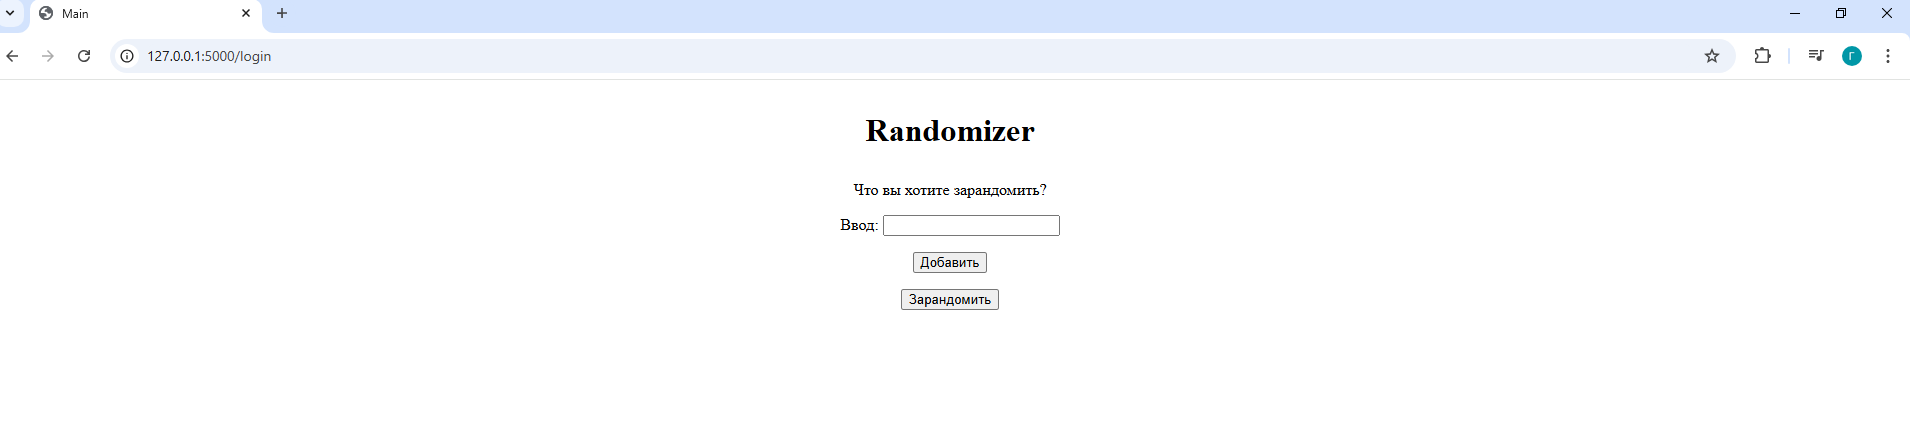 Main
127.0.0.1:5000/login
г
Randomizer
Что вы хотите зарандомить?
Ввод:
Добавить
Зарандомить